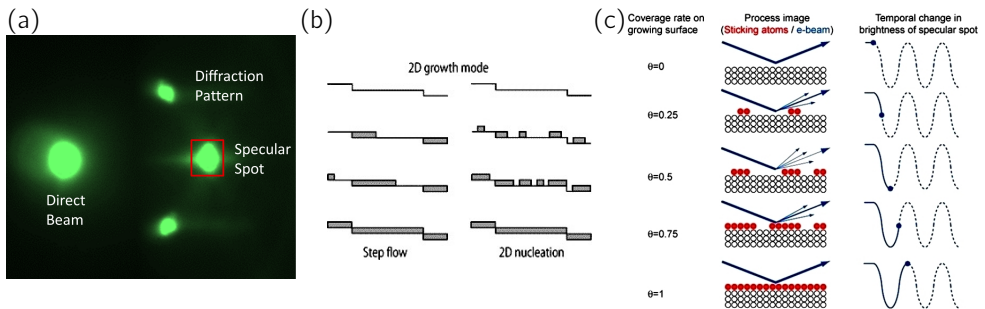 (a)
Diffraction
Pattern
Specular
Spot
Direct
Beam
(b)
2D growth mode
Step flow
2D nucleation
(c)
Coverage rate on
growing surface
Process image
(Sticking atoms / e-beam)
Temporal change in
brightness of specular spot
θ=0
θ=0.25
θ=0.5
θ=0.75
θ=1